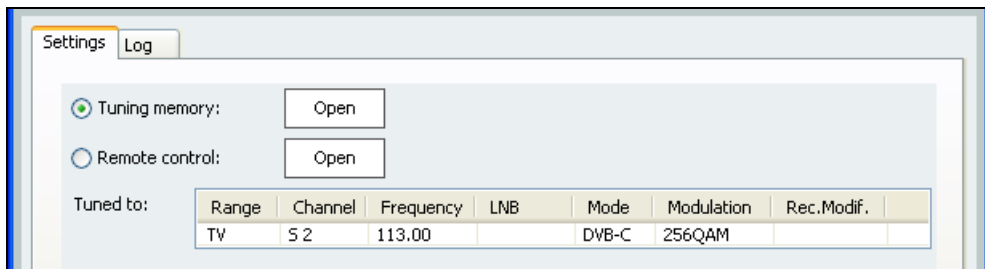 Settings Log
Tuning memory: Open
Remote control: Open
Tuned to: Range Channel Frequency LNB Mode Modulation Rec.Modif.
TV S 2 113.00 DVB-C 256QAM